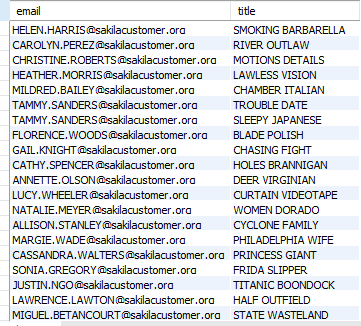 email title
HELEN.HARRIS@sakilacustomer.org SMOKING BARBARELLA
CAROLYN.PEREZ@sakilacustomer.org RIVER OUTLAW
CHRISTINE.ROBERTS@sakilacustomer.org MOTIONS DETAILS
HEATHER.MORRIS@sakilacustomer.org LAWLESS VISION
MILDRED.BAILEY@sakilacustomer.org CHAMBER ITALIAN
TAMMY.SANDERS@sakilacustomer.org TROUBLE DATE
TAMMY.SANDERS@sakilacustomer.org SLEEPY JAPANESE
FLORENCE.WOODS@sakilacustomer.org BLADE POLISH
GAIL.KNIGHT@sakilacustomer.org CHASING FIGHT
CATHY.SPENCER@sakilacustomer.org HOLES BRANNIGAN
ANNETTE.OLSON@sakilacustomer.org DEER VIRGINIAN
LUCY.WHEELER@sakilacustomer.org CURTAIN VIDEOTAPE
NATALIE.MEYER@sakilacustomer.org WOMEN DORADO
ALLISON.STANLEY@sakilacustomer.org CYCLONE FAMILY
MARGIE.WADE@sakilacustomer.org PHILADELPHIA WIFE
CASSANDRA.WALTERS@sakilacustomer.org PRINCESS GIANT
SONIA.GREGORY@sakilacustomer.org FRIDA SLIPPER
JUSTIN.NGO@sakilacustomer.org TITANIC BOONDOCK
LAWRENCE.LAWTON@sakilacustomer.org HALF OUTFIELD
MIGUEL.BETANCOURT@sakilacustomer.org STATE WASTELAND